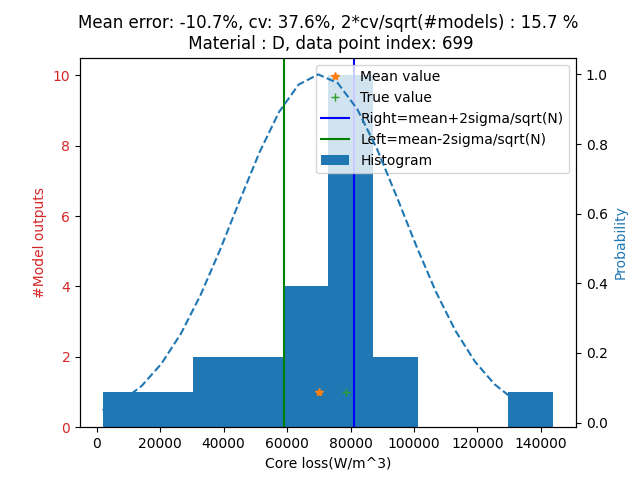 Mean error: -10.7%, cv: 37.6%, 2*cv/sqrt(#models) : 15.7 %
Material : D, data point index: 699
Mean value
True value
Right=mean+2sigma/sqrt(N)
Left=mean-2sigma/sqrt(N)
Histogram
10
8
6
4
2
0
#Model outputs
1.0
0.8
0.6
0.4
0.2
0.0
Probability
0 20000 40000 60000 80000 100000 120000 140000
Core loss(W/m^3)